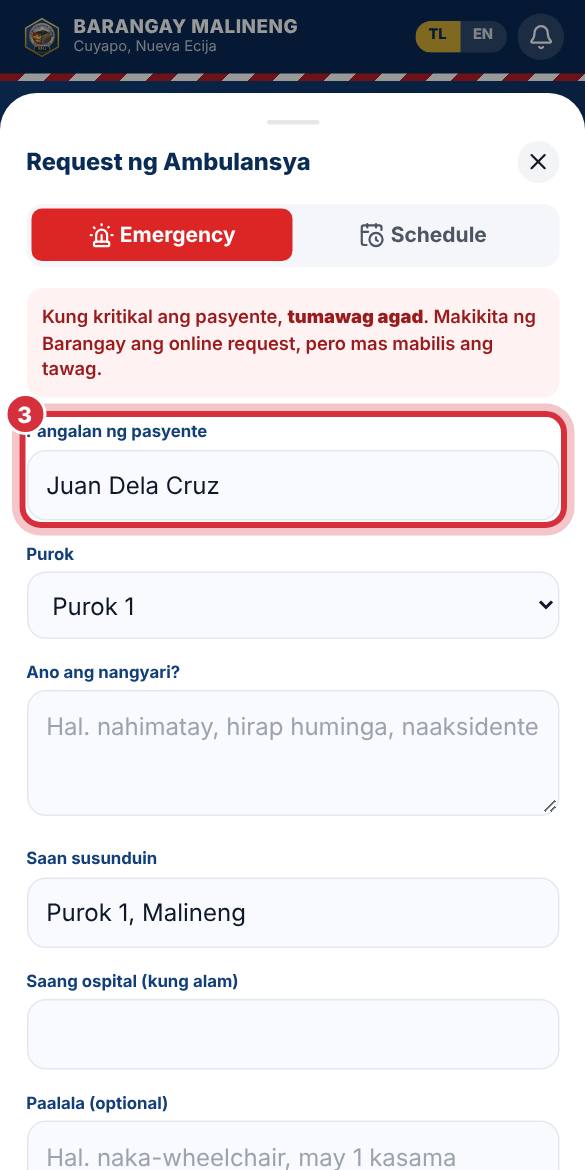 BARANGAY MALINENG
Cuyapo, Nueva Ecija
TL EN
Request ng Ambulansya
Emergency
Schedule
Kung kritikal ang pasyente, tumawag agad. Makikita ng
Barangay ang online request, pero mas mabilis ang
tawag.
3
angalan ng pasyente
Juan Dela Cruz
Purok
Purok 1
Ano ang nangyari?
Hal. nahimatay, hirap huminga, naaksidente
Saan susunduin
Purok 1, Malineng
Saang ospital (kung alam)
Paalala (optional)
Hal. naka-wheelchair, may 1 kasama